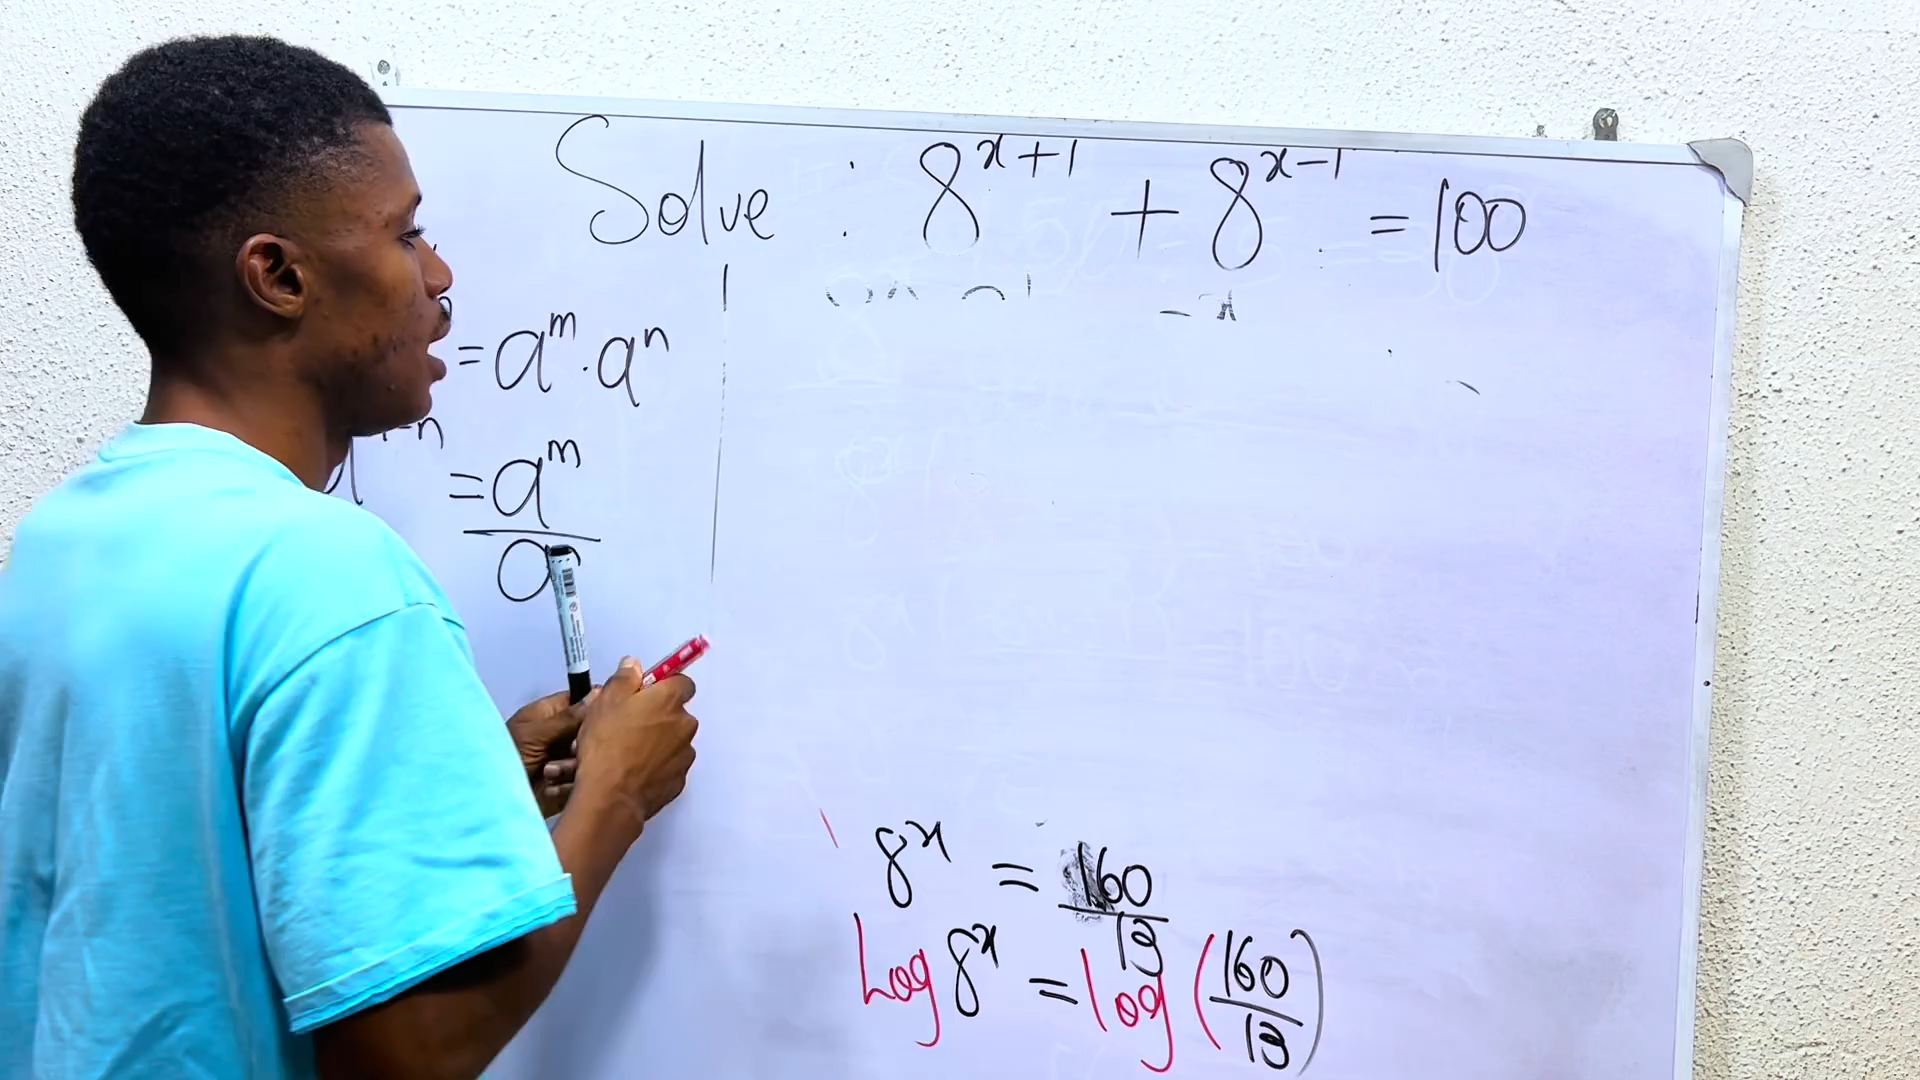 Solve : 8^{x+1} + 8^{x-1} = 100
= a^m . a^n
-n = a^m
a
8^x = 160/13
Log 8^x = log (160/13)